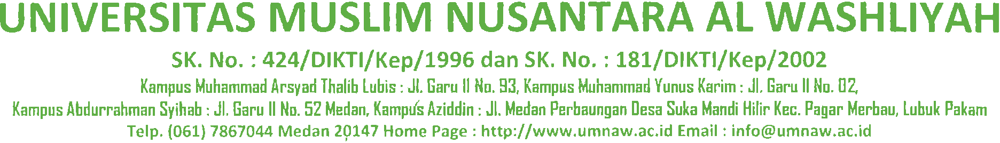 UNIVERSITAS MUSLIM NUSANTARA AL WASHLIYAH
SK. No. : 424/DIKTI/Kep/1996 dan SK. No. : 181/DIKTI/Kep/2002
Kampus Muhammad Arsyad Thalib Lubis : Jl. Garu II No. 93, Kampus Muhammad Yunus Karim : Jl. Garu II No. 02,
Kampus Abdurrahman Syihab : Jl. Garu II No. 52 Medan, Kampus Aziddin : Jl. Medan Perbaungan Desa Suka Mandi Hilir Kec. Pagar Merbau, Lubuk Pakam
Telp. (061) 7867044 Medan 20147 Home Page : http://www.umnaw.ac.id Email : info@umnaw.ac.id